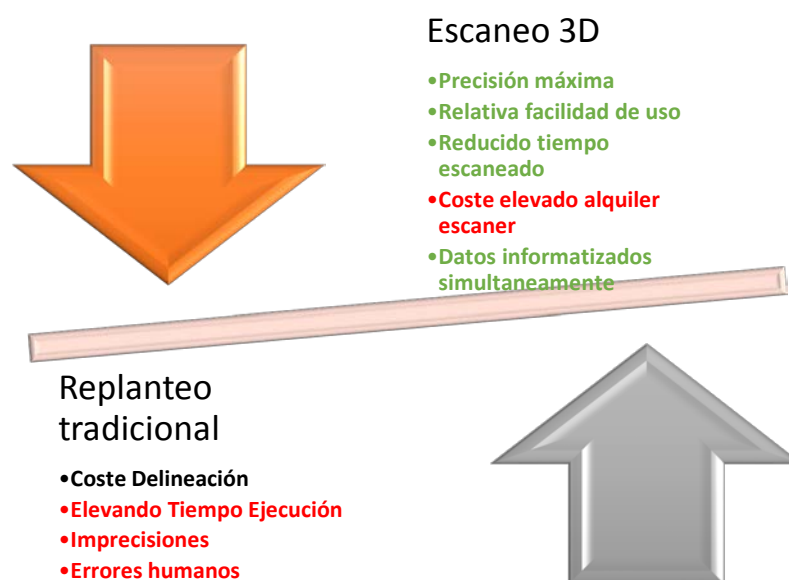 Escaneo 3D
•Precisión máxima
•Relativa facilidad de uso
•Reducido tiempo
escaneado
•Coste elevado alquiler
escaner
•Datos informatizados
simultaneamente
Replanteo
tradicional
•Coste Delineación
•Elevando Tiempo Ejecución
•Imprecisiones
•Errores humanos